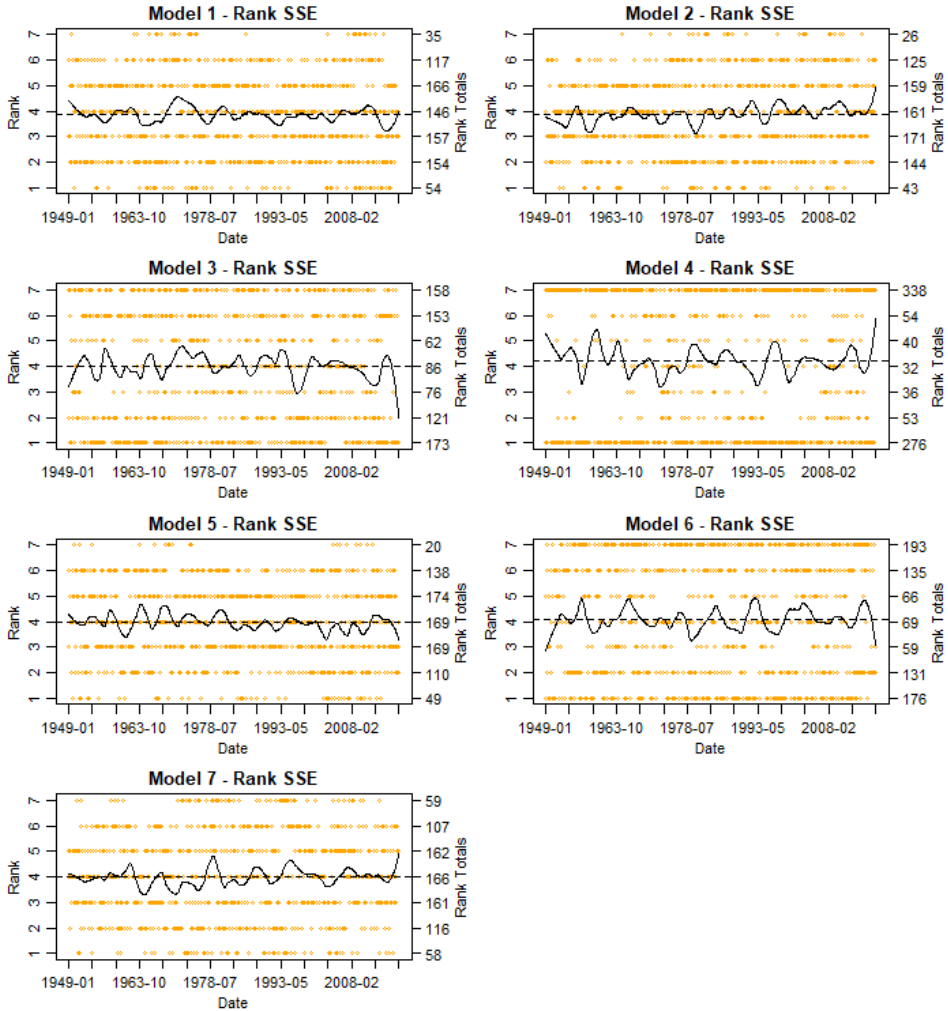 Model 1 - Rank SSE
Rank
7 6 5 4 3 2 1
35 117 166 146 157 154 54
Rank Totals
1949-01 1963-10 1978-07 1993-05 2008-02
Date
Model 2 - Rank SSE
Rank
7 6 5 4 3 2 1
26 125 159 161 171 144 43
Rank Totals
1949-01 1963-10 1978-07 1993-05 2008-02
Date
Model 3 - Rank SSE
Rank
7 6 5 4 3 2 1
158 153 62 86 76 121 173
Rank Totals
1949-01 1963-10 1978-07 1993-05 2008-02
Date
Model 4 - Rank SSE
Rank
7 6 5 4 3 2 1
338 54 40 32 36 53 276
Rank Totals
1949-01 1963-10 1978-07 1993-05 2008-02
Date
Model 5 - Rank SSE
Rank
7 6 5 4 3 2 1
20 138 174 169 169 110 49
Rank Totals
1949-01 1963-10 1978-07 1993-05 2008-02
Date
Model 6 - Rank SSE
Rank
7 6 5 4 3 2 1
193 135 66 69 59 131 176
Rank Totals
1949-01 1963-10 1978-07 1993-05 2008-02
Date
Model 7 - Rank SSE
Rank
7 6 5 4 3 2 1
59 107 162 166 161 116 58
Rank Totals
1949-01 1963-10 1978-07 1993-05 2008-02
Date